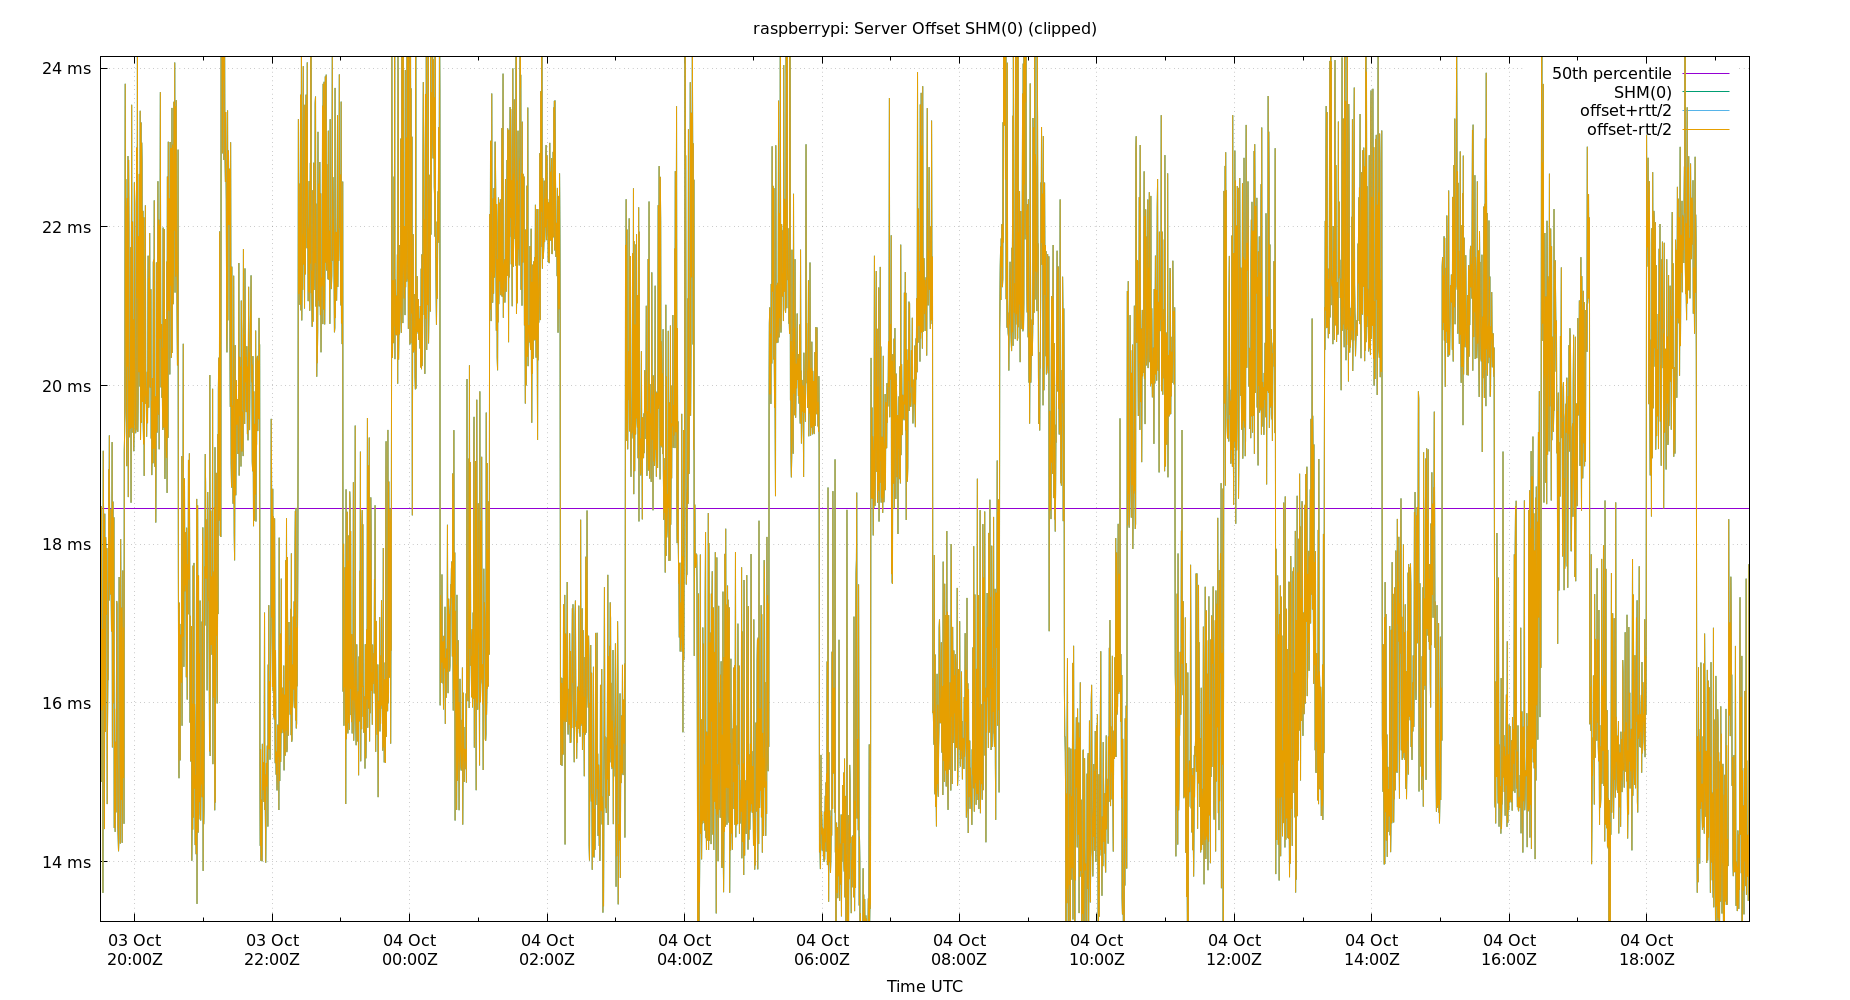 raspberrypi: Server Offset SHM(0) (clipped)
24 ms
22 ms
20 ms
18 ms
16 ms
14 ms
50th percentile
SHM(0)
offset+rtt/2
offset-rtt/2
03 Oct
20:00Z
03 Oct
22:00Z
04 Oct
00:00Z
04 Oct
02:00Z
04 Oct
04:00Z
04 Oct
06:00Z
04 Oct
08:00Z
04 Oct
10:00Z
04 Oct
12:00Z
04 Oct
14:00Z
04 Oct
16:00Z
04 Oct
18:00Z
Time UTC